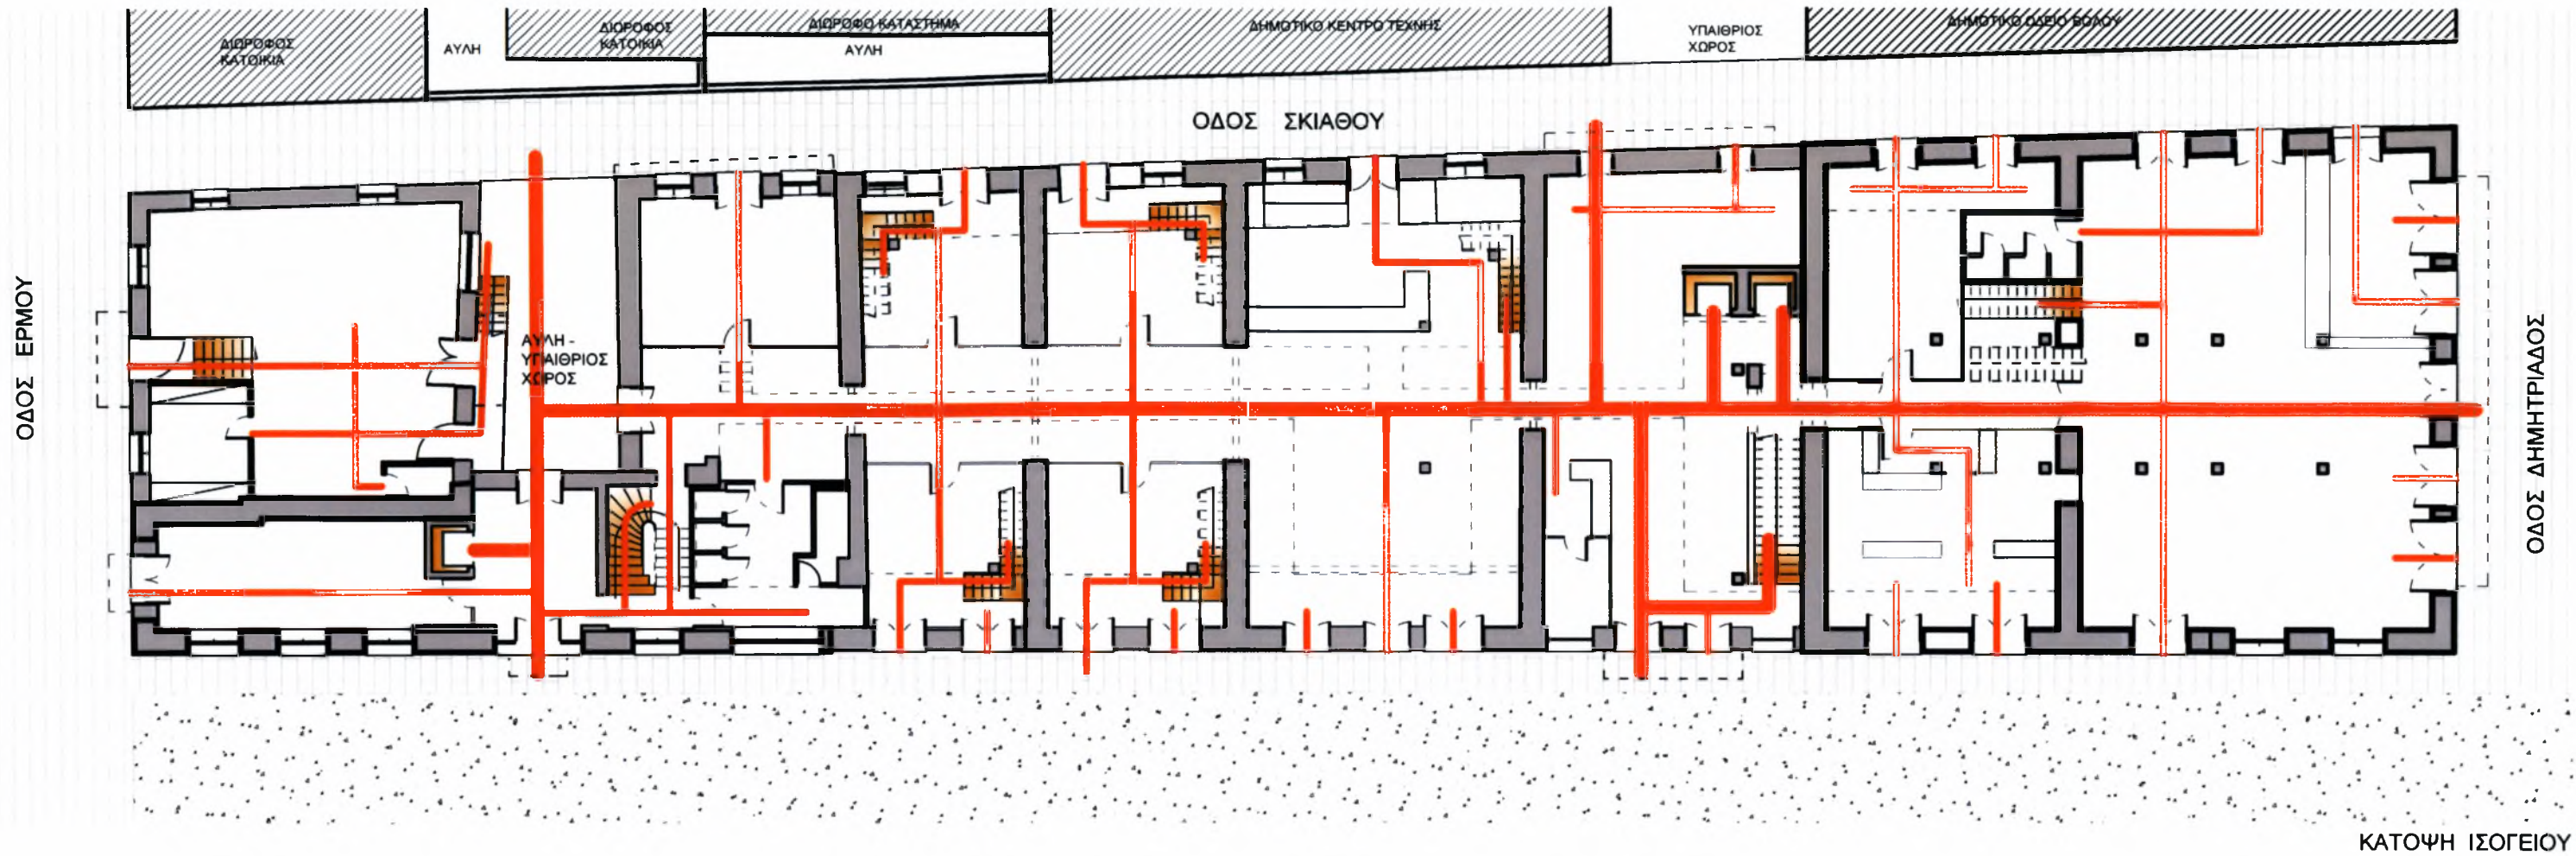 ΔΙΩΡΟΦΟΣ
ΚΑΤΟΙΚΙΑ
ΑΥΛΗ
ΔΙΩΡΟΦΟΣ
ΚΑΤΟΙΚΙΑ
ΔΙΩΡΟΦΟ ΚΑΤΑΣΤΗΜΑ
ΑΥΛΗ
ΔΗΜΟΤΙΚΟ ΚΕΝΤΡΟ ΤΕΧΝΗΣ
ΥΠΑΙΘΡΙΟΣ
ΧΩΡΟΣ
ΔΗΜΟΤΙΚΟ ΩΔΕΙΟ ΒΟΛΟΥ
ΟΔΟΣ ΣΚΙΑΘΟΥ
ΟΔΟΣ ΕΡΜΟΥ
ΑΥΛΗ -
ΥΠΑΙΘΡΙΟΣ
ΧΩΡΟΣ
ΟΔΟΣ ΔΗΜΗΤΡΙΑΔΟΣ
ΚΑΤΟΨΗ ΙΣΟΓΕΙΟΥ